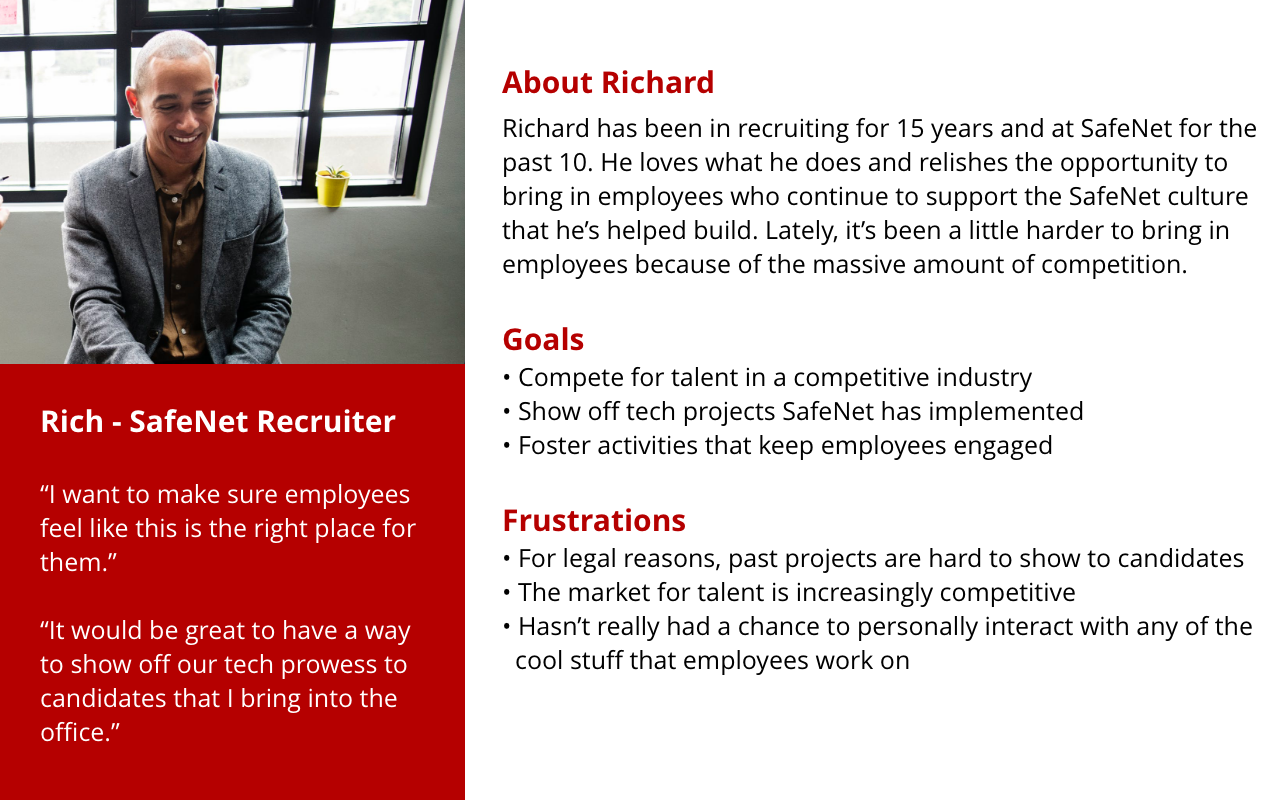 Rich - SafeNet Recruiter
“I want to make sure employees
feel like this is the right place for
them.”
“It would be great to have a way
to show off our tech prowess to
candidates that I bring into the
office.”
About Richard
Richard has been in recruiting for 15 years and at SafeNet for the
past 10. He loves what he does and relishes the opportunity to
bring in employees who continue to support the SafeNet culture
that he’s helped build. Lately, it’s been a little harder to bring in
employees because of the massive amount of competition.
Goals
• Compete for talent in a competitive industry
• Show off tech projects SafeNet has implemented
• Foster activities that keep employees engaged
Frustrations
• For legal reasons, past projects are hard to show to candidates
• The market for talent is increasingly competitive
• Hasn’t really had a chance to personally interact with any of the
cool stuff that employees work on